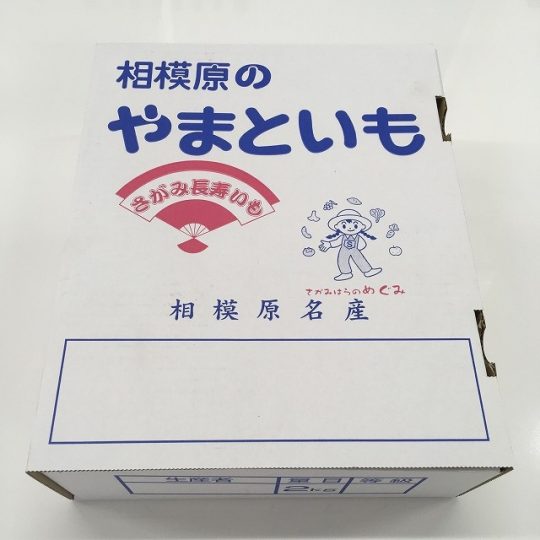 相模原の
やまといも
さがみ長寿いも
さがみはらのめぐみ
相模原名産
生産者 量目 等級
2kg